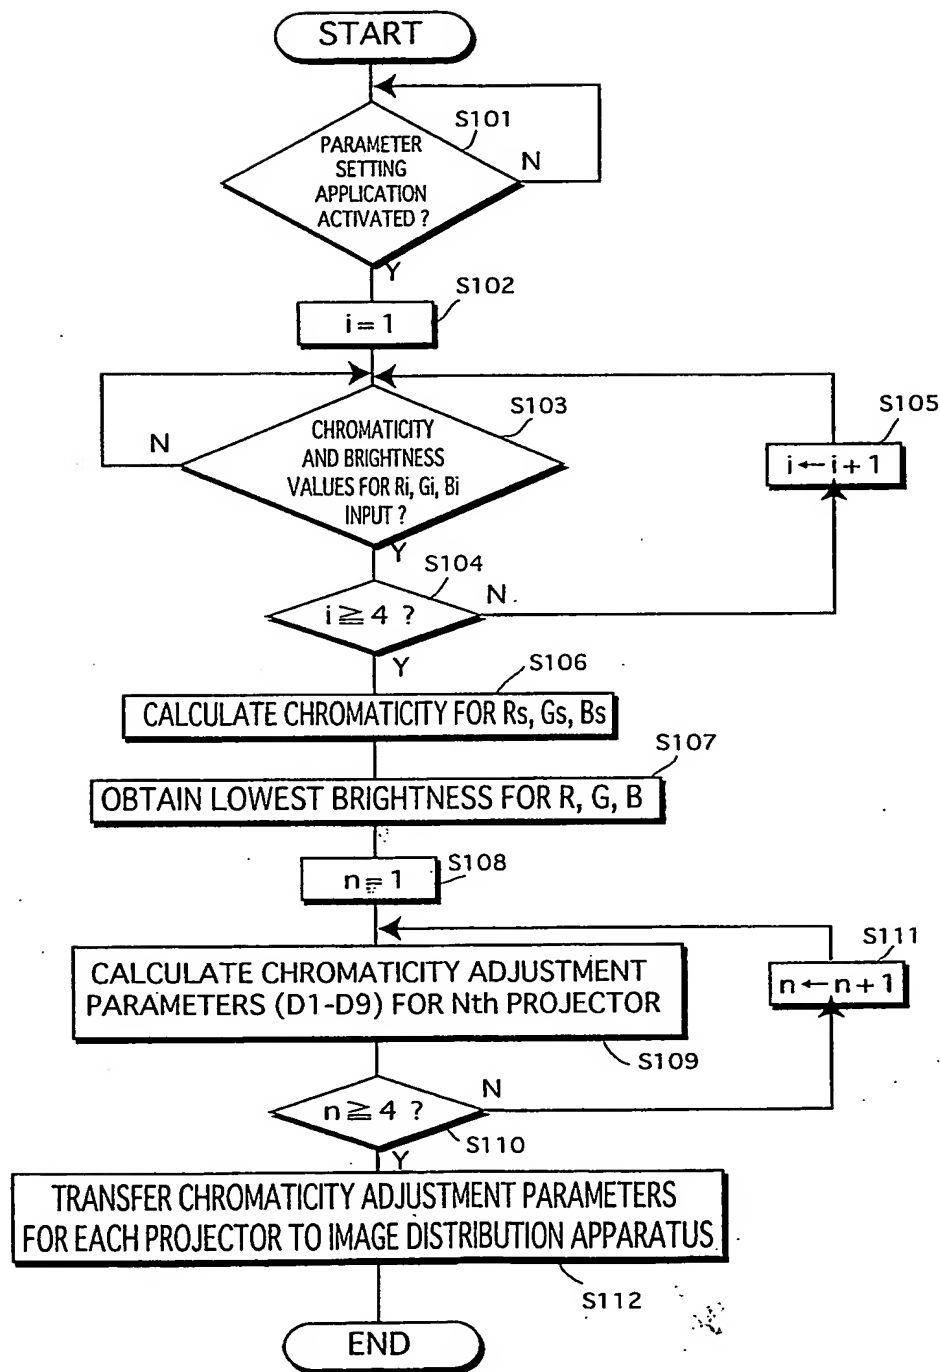 START
S101
PARAMETER
SETTING
APPLICATION
ACTIVATED ?
N
Y
S102
i = 1
S103
CHROMATICITY
AND BRIGHTNESS
VALUES FOR Ri, Gi, Bi
INPUT ?
N
Y
S105
i ← i + 1
S104
i ≧ 4 ?
N
Y
S106
CALCULATE CHROMATICITY FOR Rs, Gs, Bs
S107
OBTAIN LOWEST BRIGHTNESS FOR R, G, B
S108
n = 1
S111
n ← n + 1
CALCULATE CHROMATICITY ADJUSTMENT
PARAMETERS (D1-D9) FOR Nth PROJECTOR
S109
n ≧ 4 ?
N
S110
Y
TRANSFER CHROMATICITY ADJUSTMENT PARAMETERS
FOR EACH PROJECTOR TO IMAGE DISTRIBUTION APPARATUS
S112
END